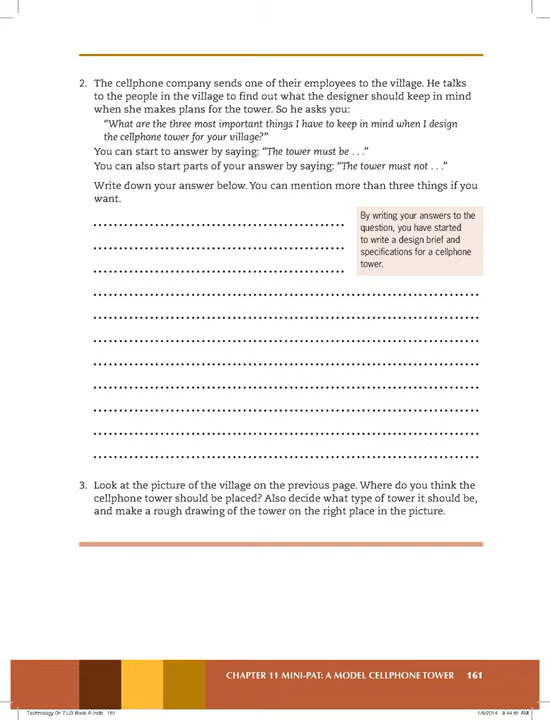 2. The cellphone company sends one of their employees to the village. He talks
to the people in the village to find out what the designer should keep in mind
when she makes plans for the tower. So he asks you:
“What are the three most important things I have to keep in mind when I design
the cellphone tower for your village?”
You can start to answer by saying: “The tower must be . . .”
You can also start parts of your answer by saying: “The tower must not . . .”
Write down your answer below. You can mention more than three things if you
want.
By writing your answers to the
question, you have started
to write a design brief and
specifications for a cellphone
tower.
3. Look at the picture of the village on the previous page. Where do you think the
cellphone tower should be placed? Also decide what type of tower it should be,
and make a rough drawing of the tower on the right place in the picture.
CHAPTER 11 MINI-PAT: A MODEL CELLPHONE TOWER 161
Technology Gr 7 LG Book A.indb 161